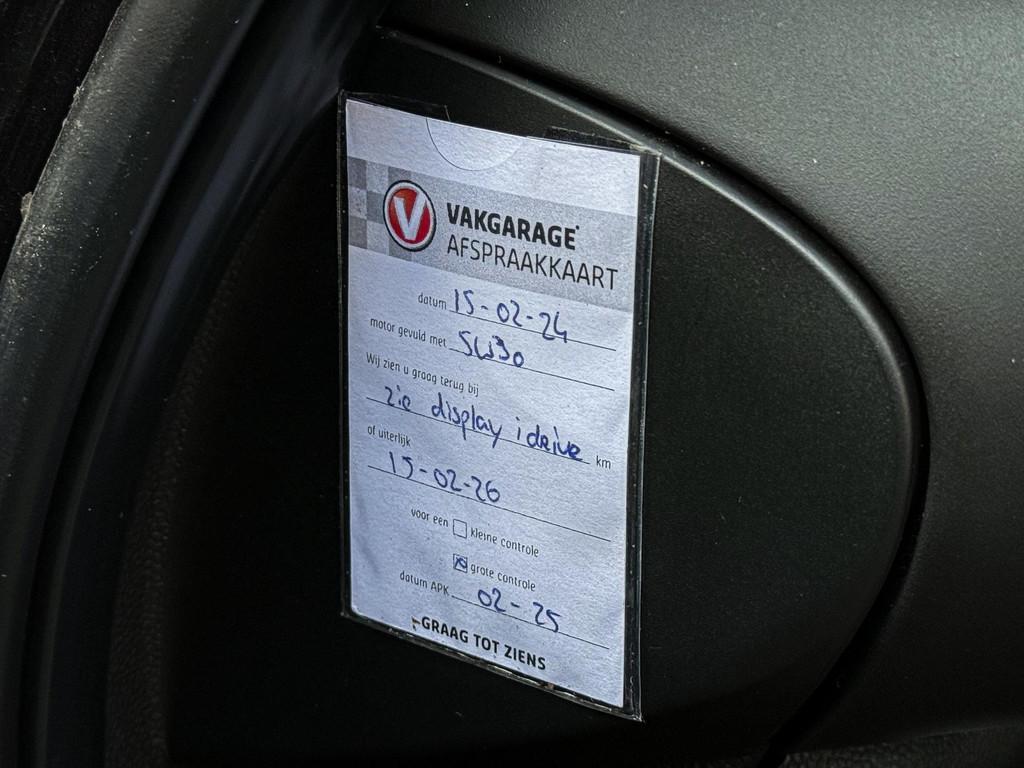 V
VAKGARAGE
AFSPRAAKKAART
datum 15-02-24
motor gevuld met 5W30
Wij zien u graag terug bij
zie display idrive km
of uiterlijk
15-02-26
voor een kleine controle
grote controle
datum APK 02-25
GRAAG TOT ZIENS